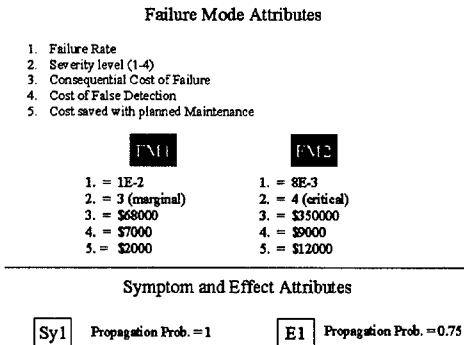 Failure Mode Attributes
1. Failure Rate
2. Severity level (1-4)
3. Consequential Cost of Failure
4. Cost of False Detection
5. Cost saved with planned Maintenance
FM1 FM2
1. = 1E-2 1. = 8E-3
2. = 3 (marginal) 2. = 4 (critical)
3. = $68000 3. = $350000
4. = $7000 4. = $9000
5. = $2000 5. = $12000
Symptom and Effect Attributes
Sy1 Propagation Prob. = 1 E1 Propagation Prob. = 0.75